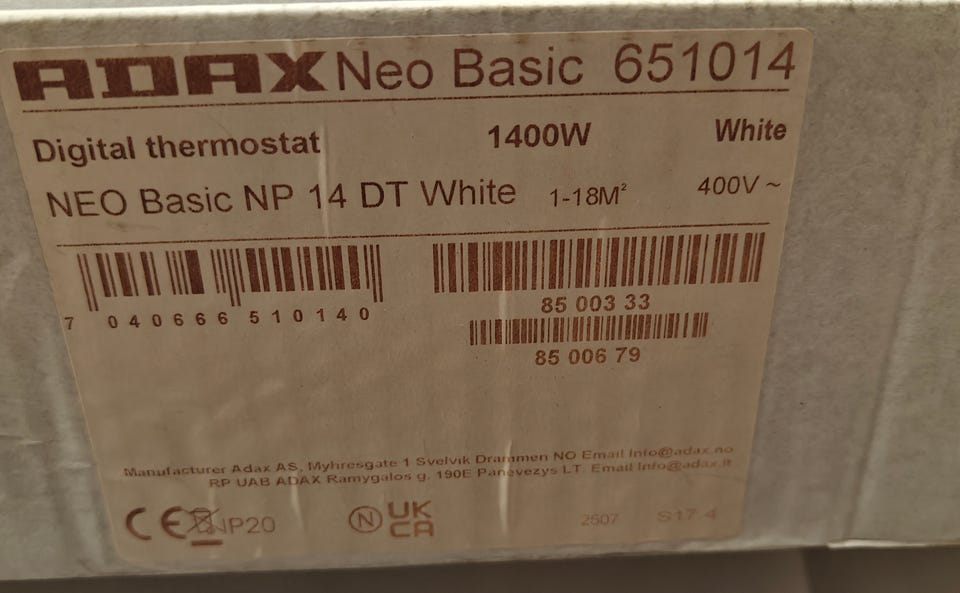 ADAX Neo Basic 651014
Digital thermostat 1400W White
NEO Basic NP 14 DT White 1-18M² 400V ~
7 040666 510140
85 003 33
85 006 79
Manufacturer Adax AS, Myhresgate 1 Svelvik Drammen NO Email Info@adax.no
RP UAB ADAX Ramygalos g. 190E Panevezys LT. Email Info@adax.lt
CE IP20 N UK CA 2507 S17 4